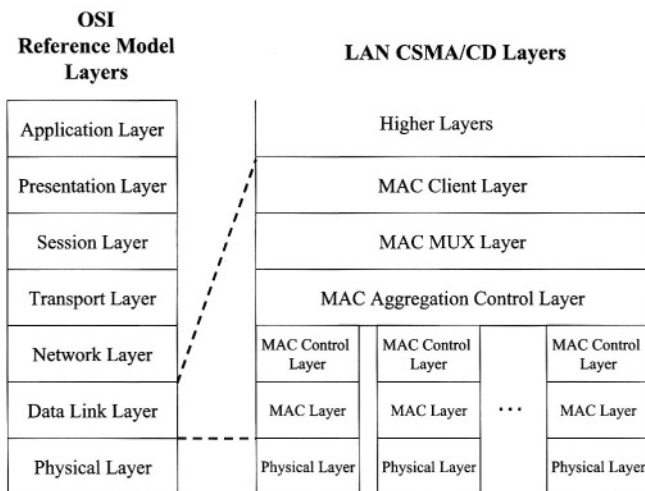 OSI
Reference Model
Layers
LAN CSMA/CD Layers
Application Layer
Presentation Layer
Session Layer
Transport Layer
Network Layer
Data Link Layer
Physical Layer
Higher Layers
MAC Client Layer
MAC MUX Layer
MAC Aggregation Control Layer
MAC Control
Layer
MAC Control
Layer
MAC Control
Layer
MAC Layer
MAC Layer
...
MAC Layer
Physical Layer
Physical Layer
Physical Layer